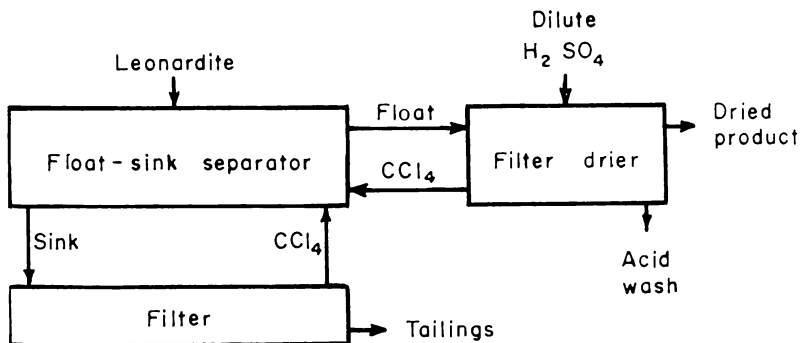 Dilute
H₂ SO₄
Leonardite
Float-sink separator
Float
CCl₄
Filter drier
Dried
product
Sink
CCl₄
Acid
wash
Filter
Tailings